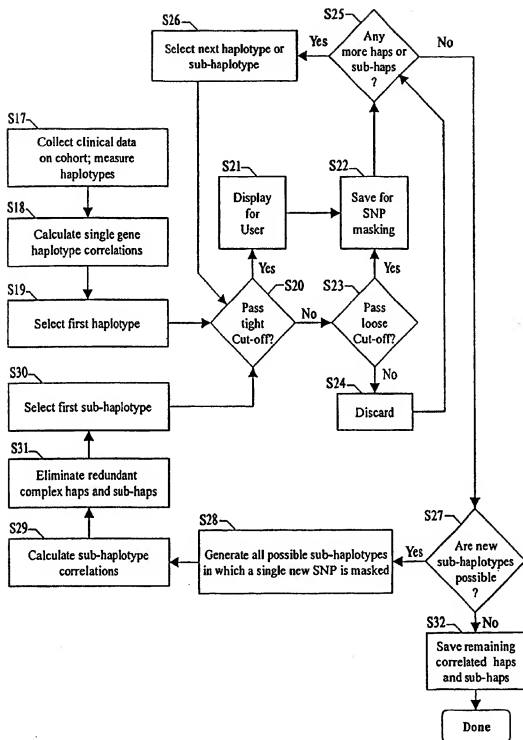 S26
Select next haplotype or
sub-haplotype
Yes
S25
Any
more haps or
sub-haps
?
No
S17
Collect clinical data
on cohort; measure
haplotypes
S18
Calculate single gene
haplotype correlations
S19
Select first haplotype
S21
Display
for
User
S22
Save for
SNP
masking
Yes
S20
Pass
tight
Cut-off?
No
S23
Yes
Pass
loose
Cut-off?
No
S24
Discard
S30
Select first sub-haplotype
S31
Eliminate redundant
complex haps and sub-haps
S29
Calculate sub-haplotype
correlations
S28
Generate all possible sub-haplotypes
in which a single new SNP is masked
Yes
S27
Are new
sub-haplotypes
possible
?
No
S32
Save remaining
correlated haps
and sub-haps
Done